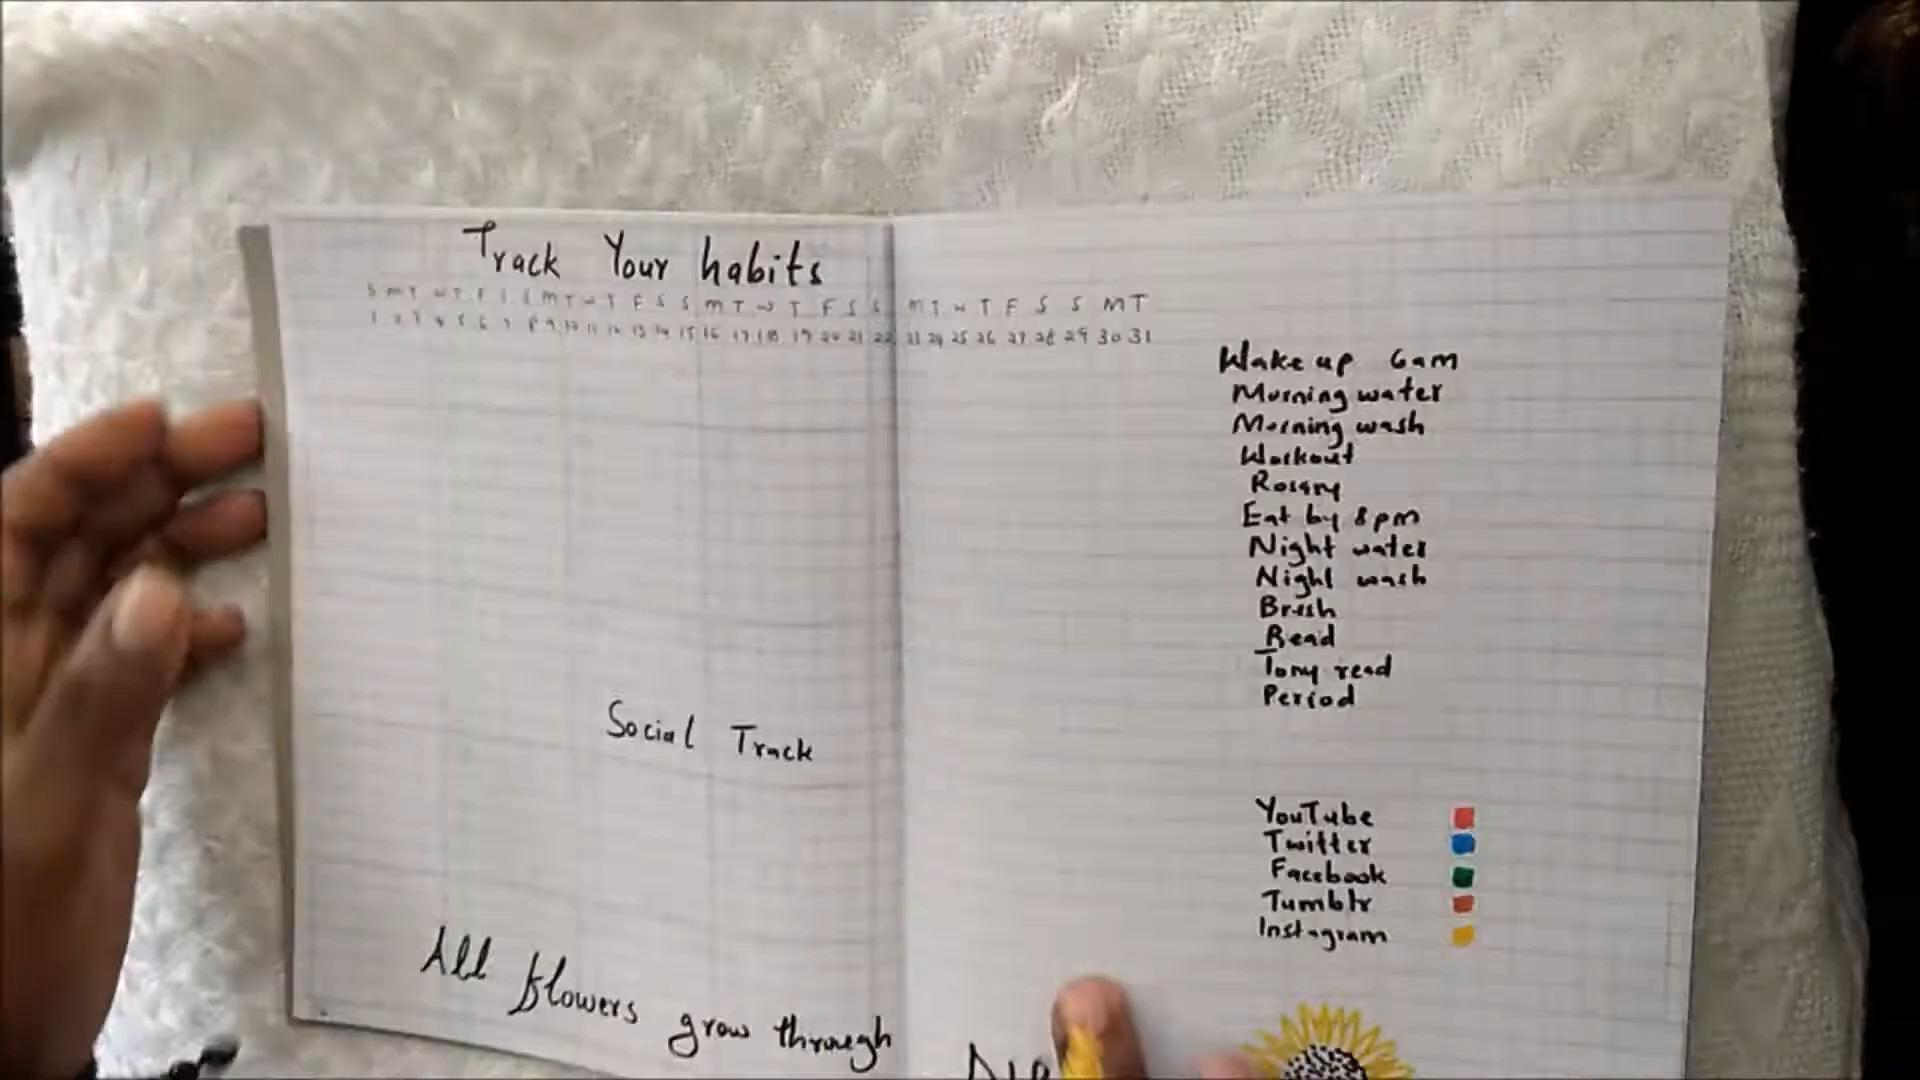 Track Your habits
S M T W T F S S M T W T F S S M T W T F S S M T W T F S S M T
1 2 3 4 5 6 7 8 9 10 11 12 13 14 15 16 17 18 19 20 21 22 23 24 25 26 27 28 29 30 31
Wake up 6am
Morning water
Morning wash
Workout
Rosary
Eat by 8pm
Night water
Night wash
Brush
Read
Tony read
Period
Social Track
YouTube
Twitter
Facebook
Tumblr
Instagram
All flowers grow through